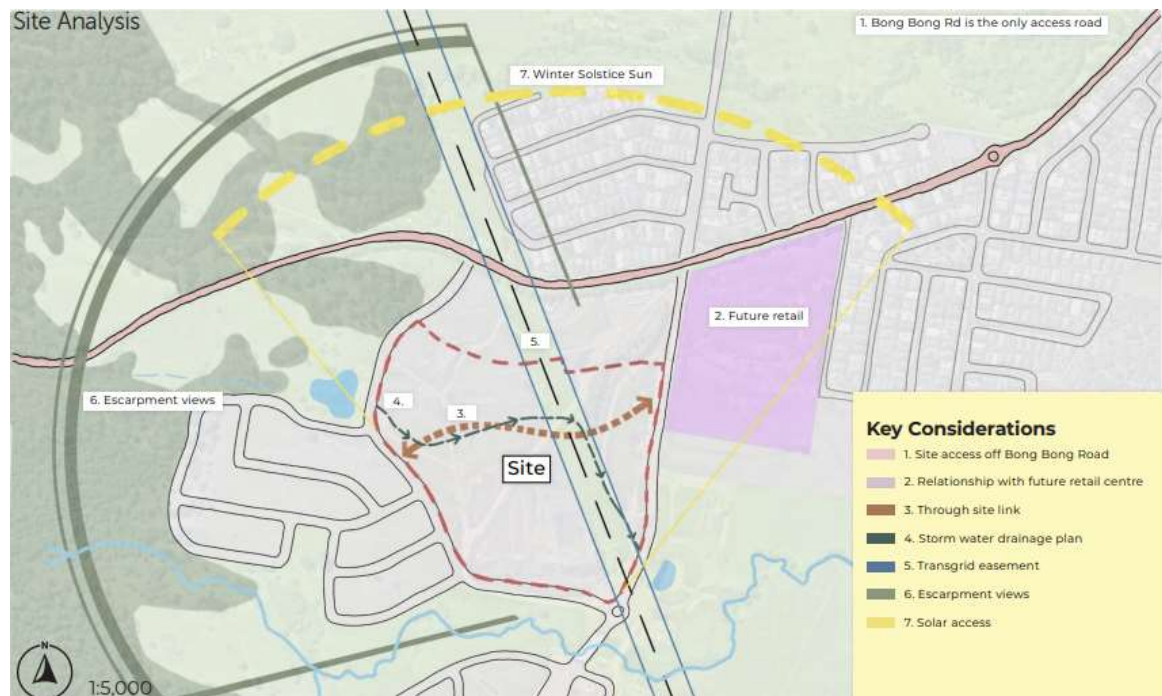 Site Analysis
1. Bong Bong Rd is the only access road
7. Winter Solstice Sun
2. Future retail
5.
6. Escarpment views
4.
3.
Site
Key Considerations
1. Site access off Bong Bong Road
2. Relationship with future retail centre
3. Through site link
4. Storm water drainage plan
5. Transgrid easement
6. Escarpment views
7. Solar access
N
1:5,000